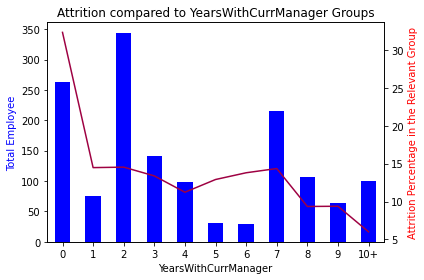 Attrition compared to YearsWithCurrManager Groups
350
300
250
200
150
100
50
0
Total Employee
30
25
20
15
10
5
Attrition Percentage in the Relevant Group
0 1 2 3 4 5 6 7 8 9 10+
YearsWithCurrManager